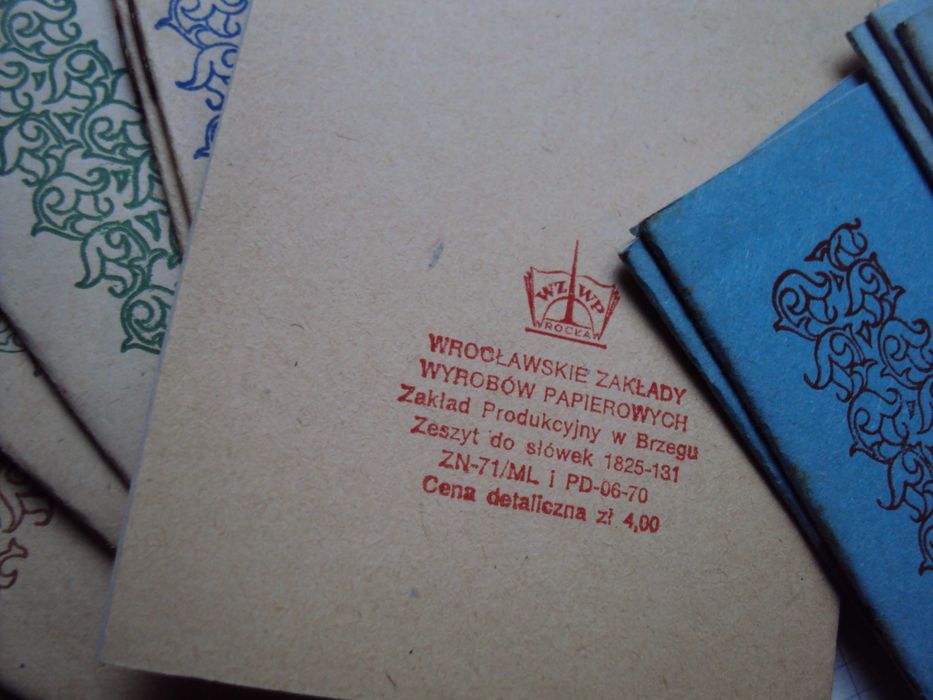 WZWP
WROCŁAW
WROCŁAWSKIE ZAKŁADY
WYROBÓW PAPIEROWYCH
Zakład Produkcyjny w Brzegu
Zeszyt do słówek 1825-131
ZN-71/ML i PD-06-70
Cena detaliczna zł 4,00